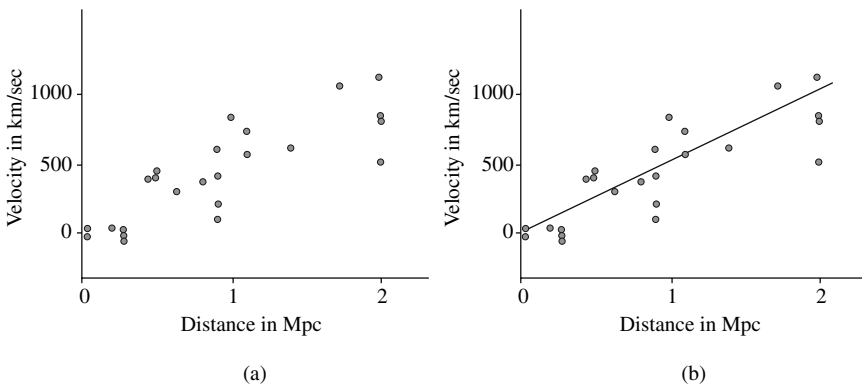 Velocity in km/sec
1000
500
0
0 1 2
Distance in Mpc
(a)
Velocity in km/sec
1000
500
0
0 1 2
Distance in Mpc
(b)